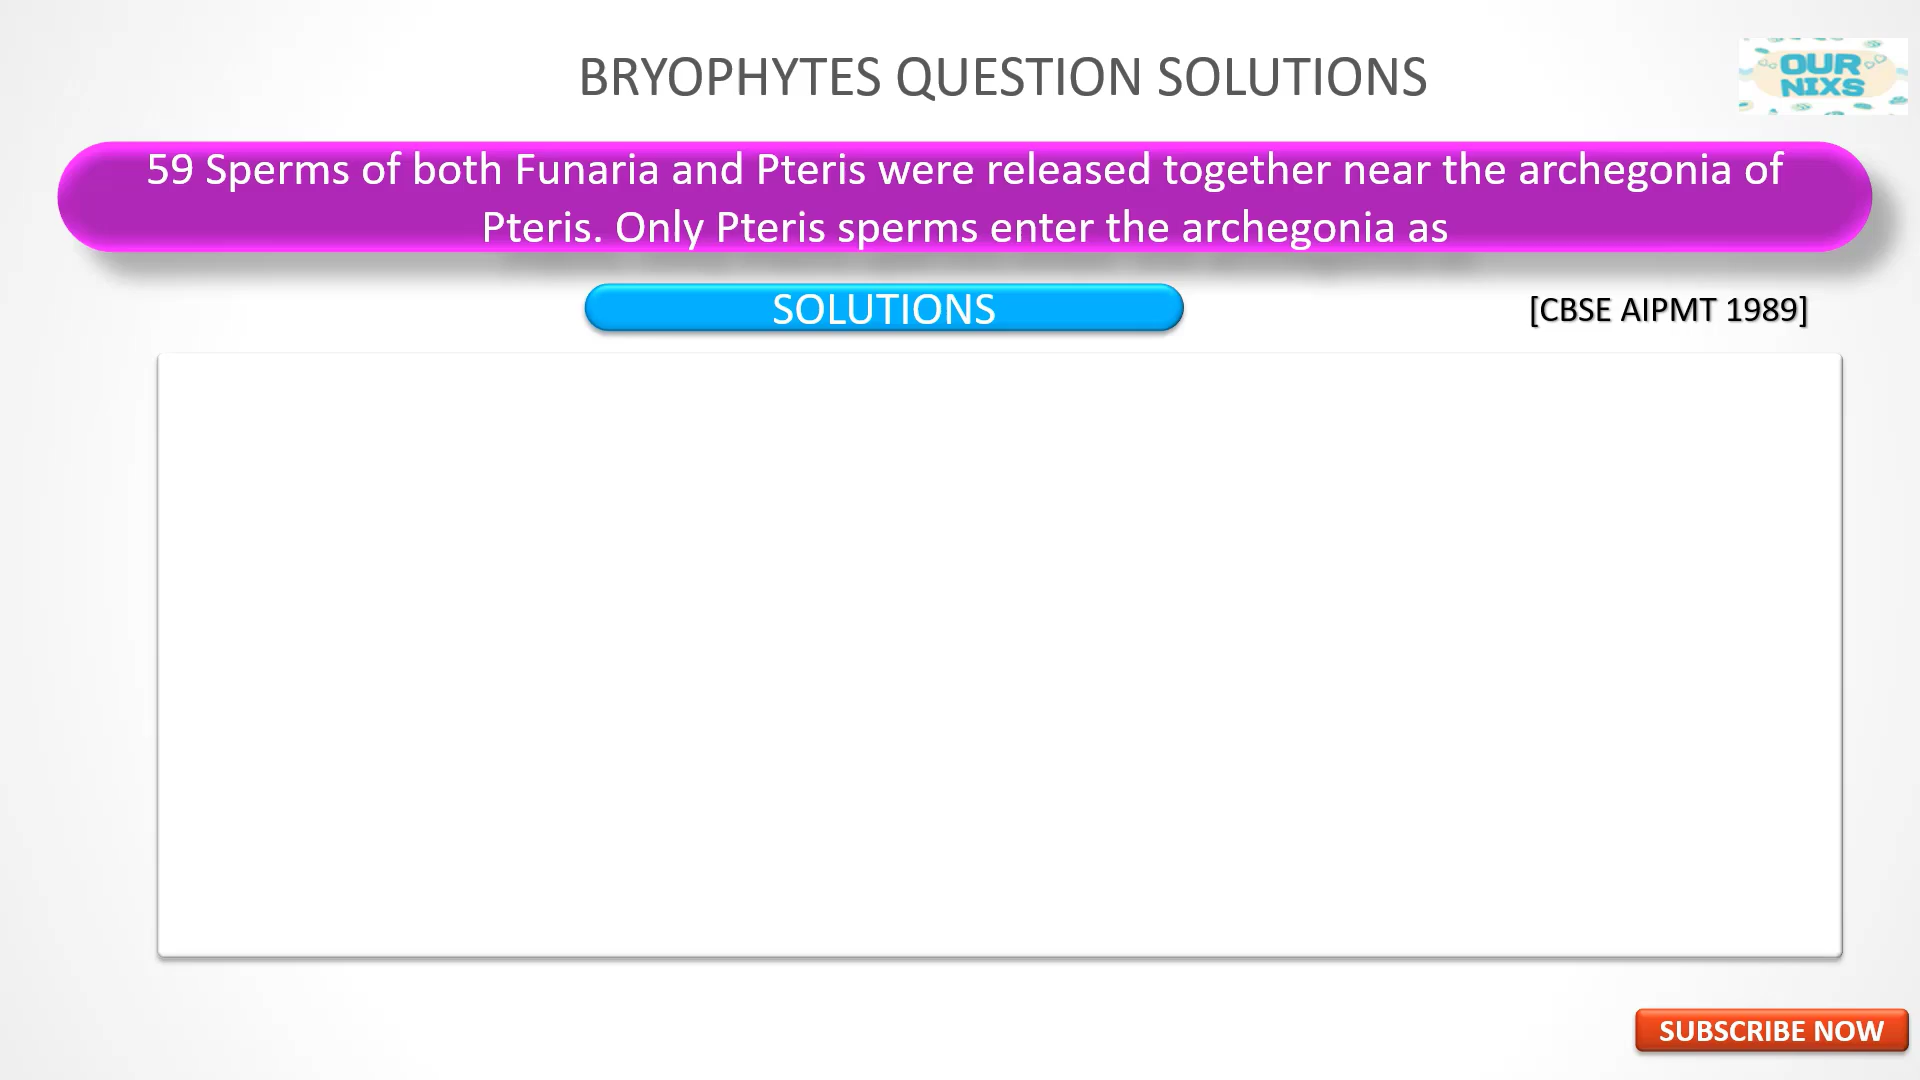 BRYOPHYTES QUESTION SOLUTIONS
OUR
NIXS
59 Sperms of both Funaria and Pteris were released together near the archegonia of
Pteris. Only Pteris sperms enter the archegonia as
SOLUTIONS
[CBSE AIPMT 1989]
SUBSCRIBE NOW